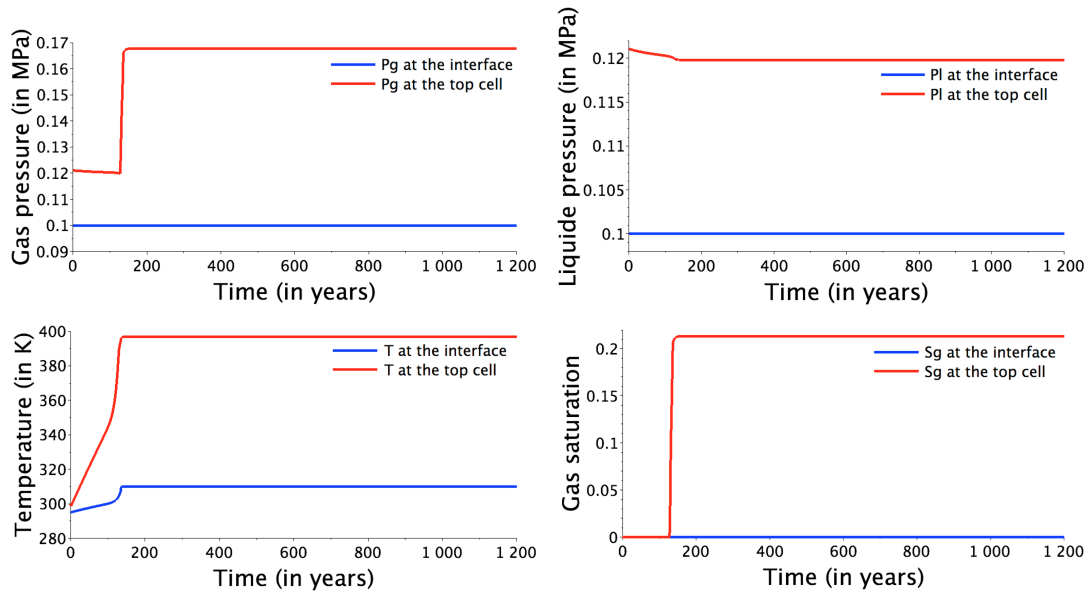 Gas pressure (in MPa)
0.17
0.16
0.15
0.14
0.13
0.12
0.11
0.1
0.09
Pg at the interface
Pg at the top cell
0 200 400 600 800 1 000 1 200
Time (in years)
Liquide pressure (in MPa)
0.12
0.115
0.11
0.105
0.1
Pl at the interface
Pl at the top cell
0 200 400 600 800 1 000 1 200
Time (in years)
Temperature (in K)
400
380
360
340
320
300
280
T at the interface
T at the top cell
0 200 400 600 800 1 000 1 200
Time (in years)
Gas saturation
0.2
0.15
0.1
0.05
0
Sg at the interface
Sg at the top cell
0 200 400 600 800 1 000 1 200
Time (in years)